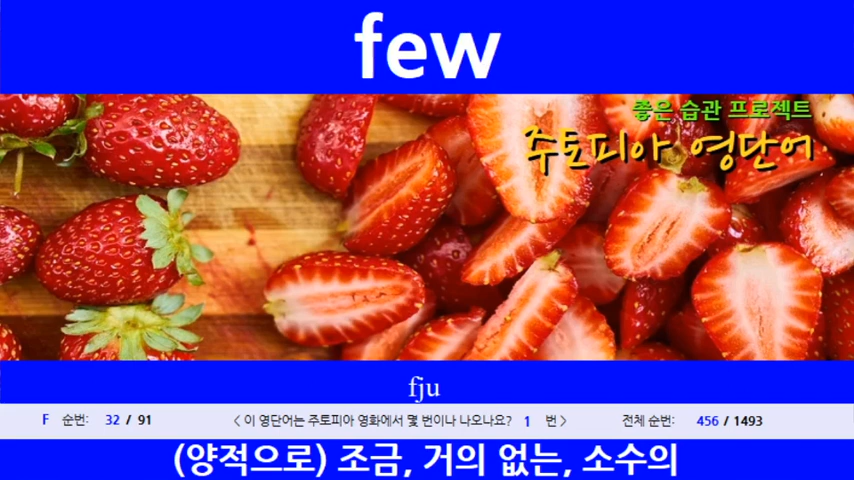 few
좋은 습관 프로젝트
주토피아 영단어
fju
F 순번: 32 / 91 < 이 영단어는 주토피아 영화에서 몇 번이나 나오나요? 1 번 > 전체 순번: 456 / 1493
(양적으로) 조금, 거의 없는, 소수의